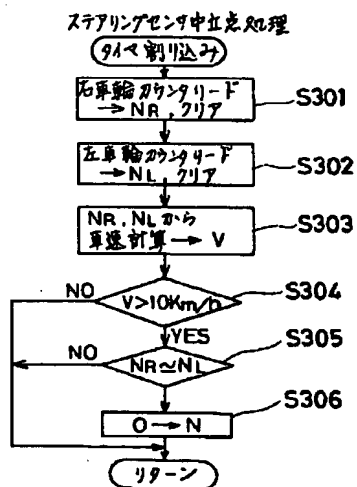 ステアリングセンサ中立点処理
タイマ割り込み
右車輪カウンタリード
→NR,クリア
S301
左車輪カウンタリード
→NL,クリア
S302
NR,NLから
車速計算→V
S303
NO
V>10Km/h
S304
YES
NO
NR≃NL
S305
0→N
S306
リターン